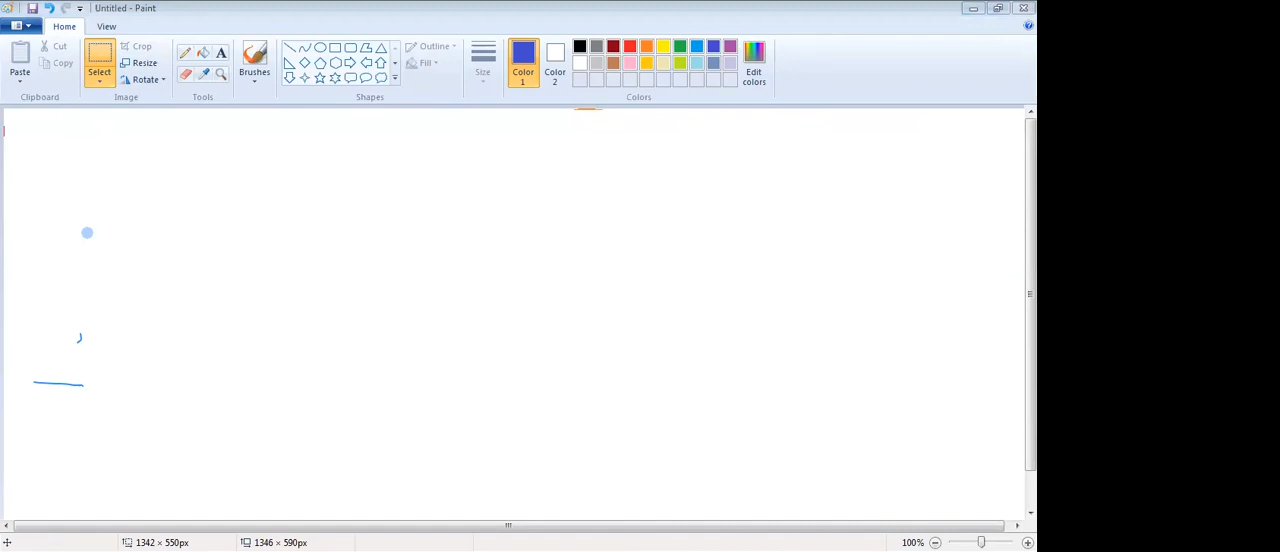 Untitled - Paint
Home View
Paste
Cut
Copy
Clipboard
Select
Crop
Resize
Rotate
Image
A
Tools
Brushes
Outline
Fill
Shapes
Size
Color 1
Color 2
Edit colors
Colors
1342 × 550px
1346 × 590px
100%